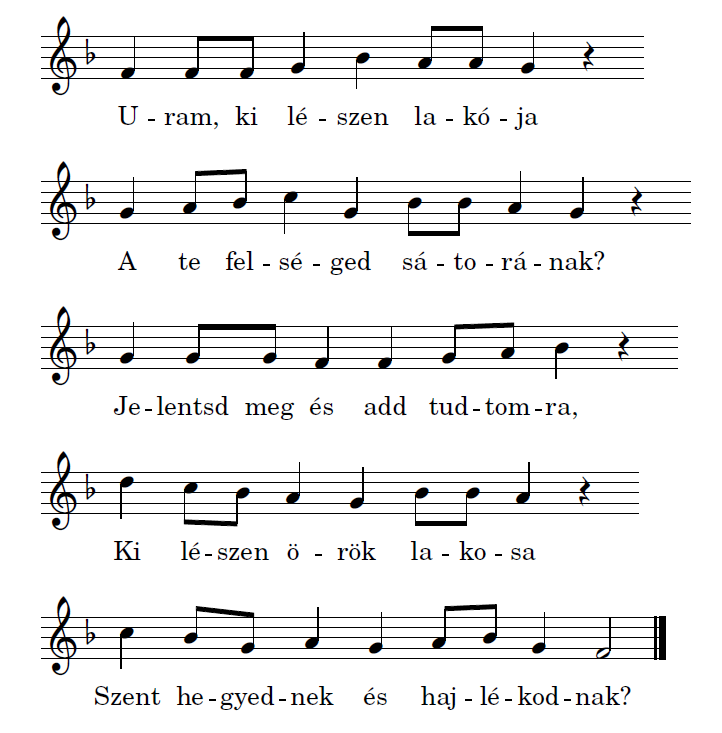 U - ram, ki lé - szen la - kó - ja
A te fel - sé - ged sá - to - rá - nak?
Je - lentsd meg és add tud - tom - ra,
Ki lé - szen ö - rök la - ko - sa
Szent he - gyed - nek és haj - lé - kod - nak?